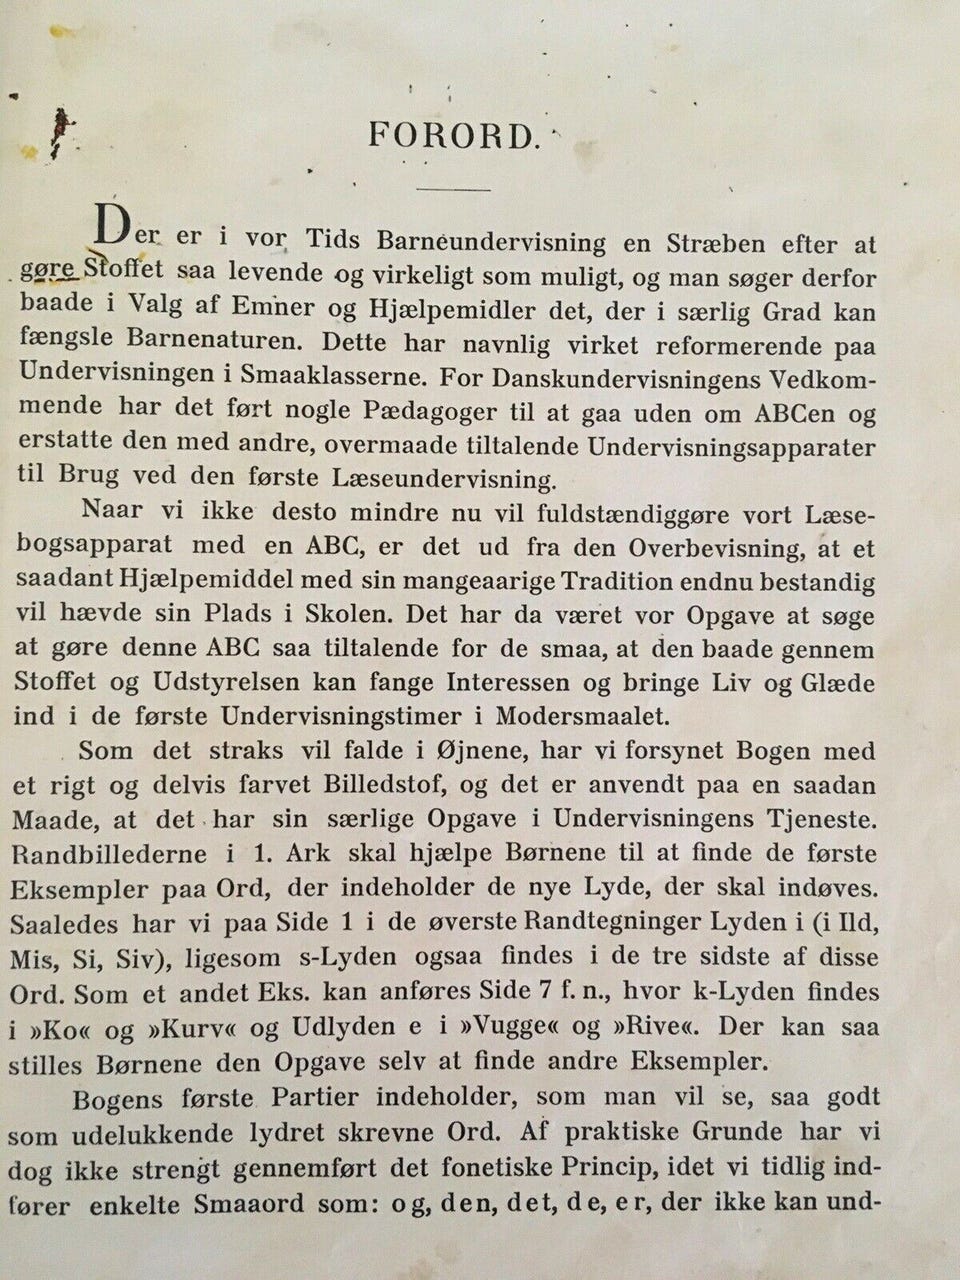 FORORD.
Der er i vor Tids Barneundervisning en Stræben efter at
gøre Stoffet saa levende og virkeligt som muligt, og man søger derfor
baade i Valg af Emner og Hjælpemidler det, der i særlig Grad kan
fængsle Barnenaturen. Dette har navnlig virket reformerende paa
Undervisningen i Smaaklasserne. For Danskundervisningens Vedkom-
mende har det ført nogle Pædagoger til at gaa uden om ABCen og
erstatte den med andre, overmaade tiltalende Undervisningsapparater
til Brug ved den første Læseundervisning.
Naar vi ikke desto mindre nu vil fuldstændiggøre vort Læse-
bogsapparat med en ABC, er det ud fra den Overbevisning, at et
saadant Hjælpemiddel med sin mangeaarige Tradition endnu bestandig
vil hævde sin Plads i Skolen. Det har da været vor Opgave at søge
at gøre denne ABC saa tiltalende for de smaa, at den baade gennem
Stoffet og Udstyrelsen kan fange Interessen og bringe Liv og Glæde
ind i de første Undervisningstimer i Modersmaalet.
Som det straks vil falde i Øjnene, har vi forsynet Bogen med
et rigt og delvis farvet Billedstof, og det er anvendt paa en saadan
Maade, at det har sin særlige Opgave i Undervisningens Tjeneste.
Randbillederne i 1. Ark skal hjælpe Børnene til at finde de første
Eksempler paa Ord, der indeholder de nye Lyde, der skal indøves.
Saaledes har vi paa Side 1 i de øverste Randtegninger Lyden i (i Ild,
Mis, Si, Siv), ligesom s-Lyden ogsaa findes i de tre sidste af disse
Ord. Som et andet Eks. kan anføres Side 7 f. n., hvor k-Lyden findes
i »Ko« og »Kurv« og Udlyden e i »Vugge« og »Rive«. Der kan saa
stilles Børnene den Opgave selv at finde andre Eksempler.
Bogens første Partier indeholder, som man vil se, saa godt
som udelukkende lydret skrevne Ord. Af praktiske Grunde har vi
dog ikke strengt gennemført det fonetiske Princip, idet vi tidlig ind-
fører enkelte Smaaord som: og, den, det, de, er, der ikke kan und-